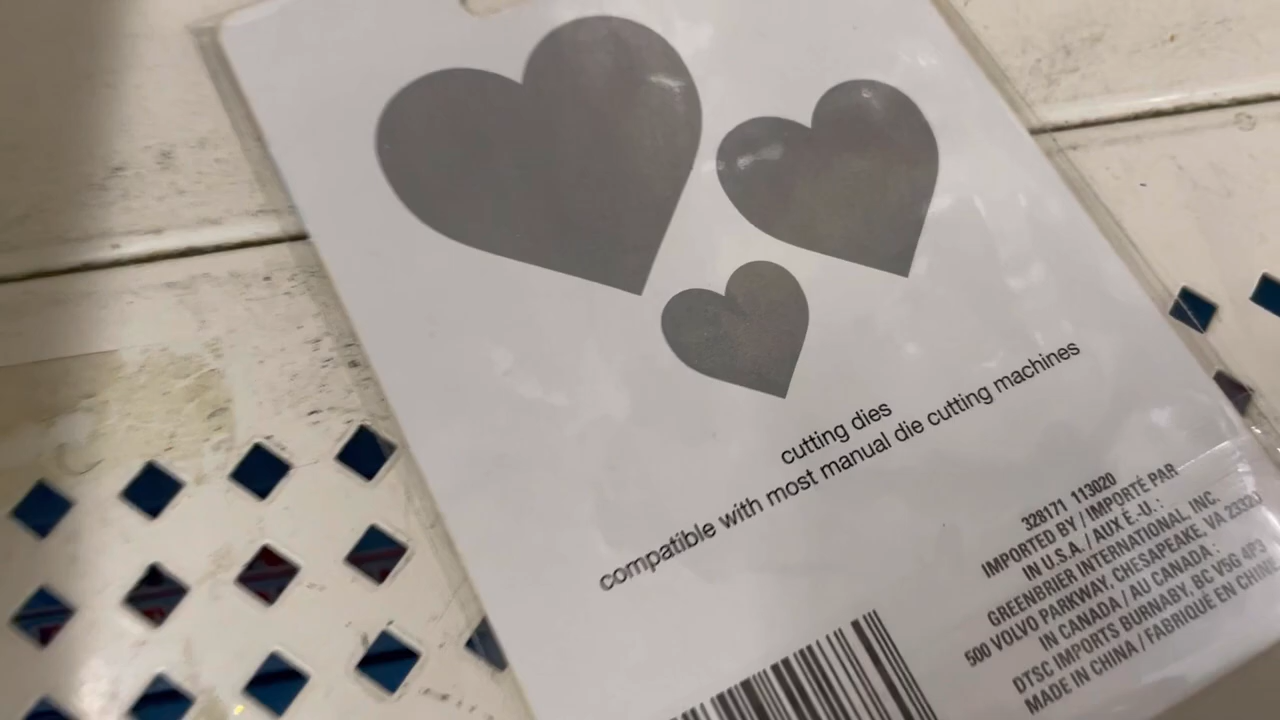 cutting dies
compatible with most manual die cutting machines
328171 113020
IMPORTED BY / IMPORTÉ PAR
IN U.S.A. / AUX É.-U. :
GREENBRIER INTERNATIONAL, INC.
500 VOLVO PARKWAY, CHESAPEAKE, VA 23320
IN CANADA / AU CANADA :
DTSC IMPORTS BURNABY, BC V5G 4P3
MADE IN CHINA / FABRIQUÉ EN CHINE